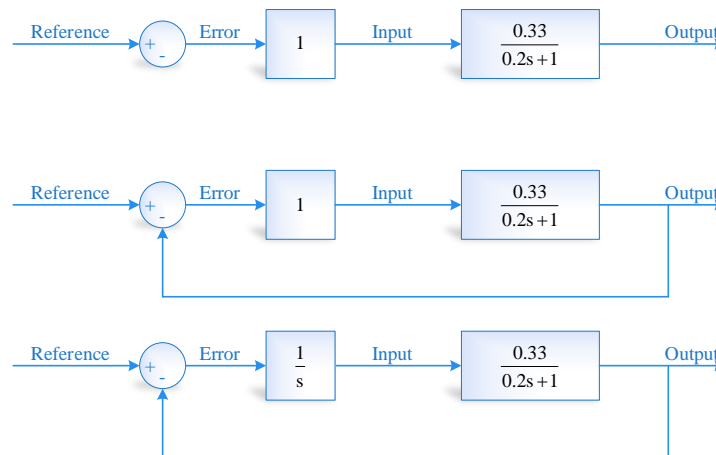 Reference + - Error 1 Input 0.33 Output
0.2s+1
Reference + - Error 1 Input 0.33 Output
0.2s+1
Reference + - Error 1 Input 0.33 Output
s 0.2s+1